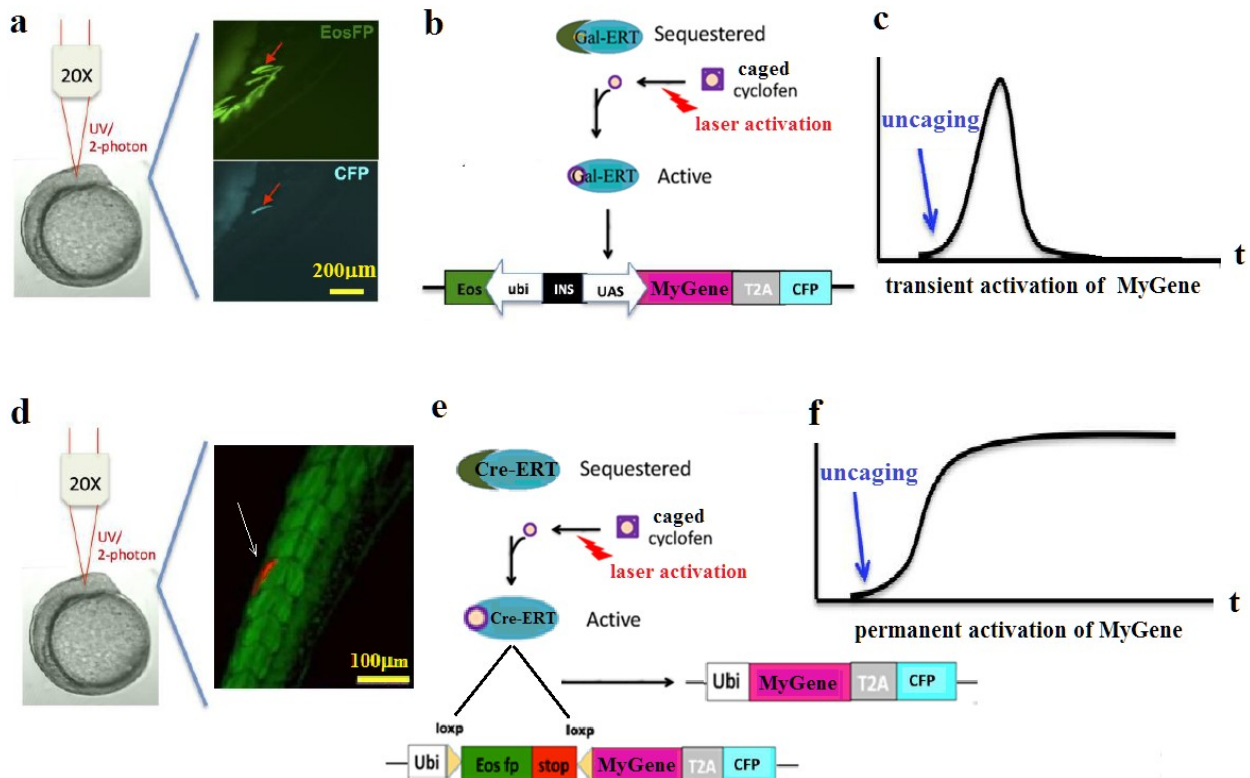 a
20X
UV/
2-photon
EosFP
CFP
200µm
b
Gal-ERT
Sequestered
caged
cyclofen
laser activation
Gal-ERT
Active
Eos
ubi
INS
UAS
MyGene
T2A
CFP
c
uncaging
t
transient activation of MyGene
d
20X
UV/
2-photon
100µm
e
Cre-ERT
Sequestered
caged
cyclofen
laser activation
Cre-ERT
Active
Ubi
MyGene
T2A
CFP
loxp
loxp
Ubi
Eos fp
stop
MyGene
T2A
CFP
f
uncaging
t
permanent activation of MyGene